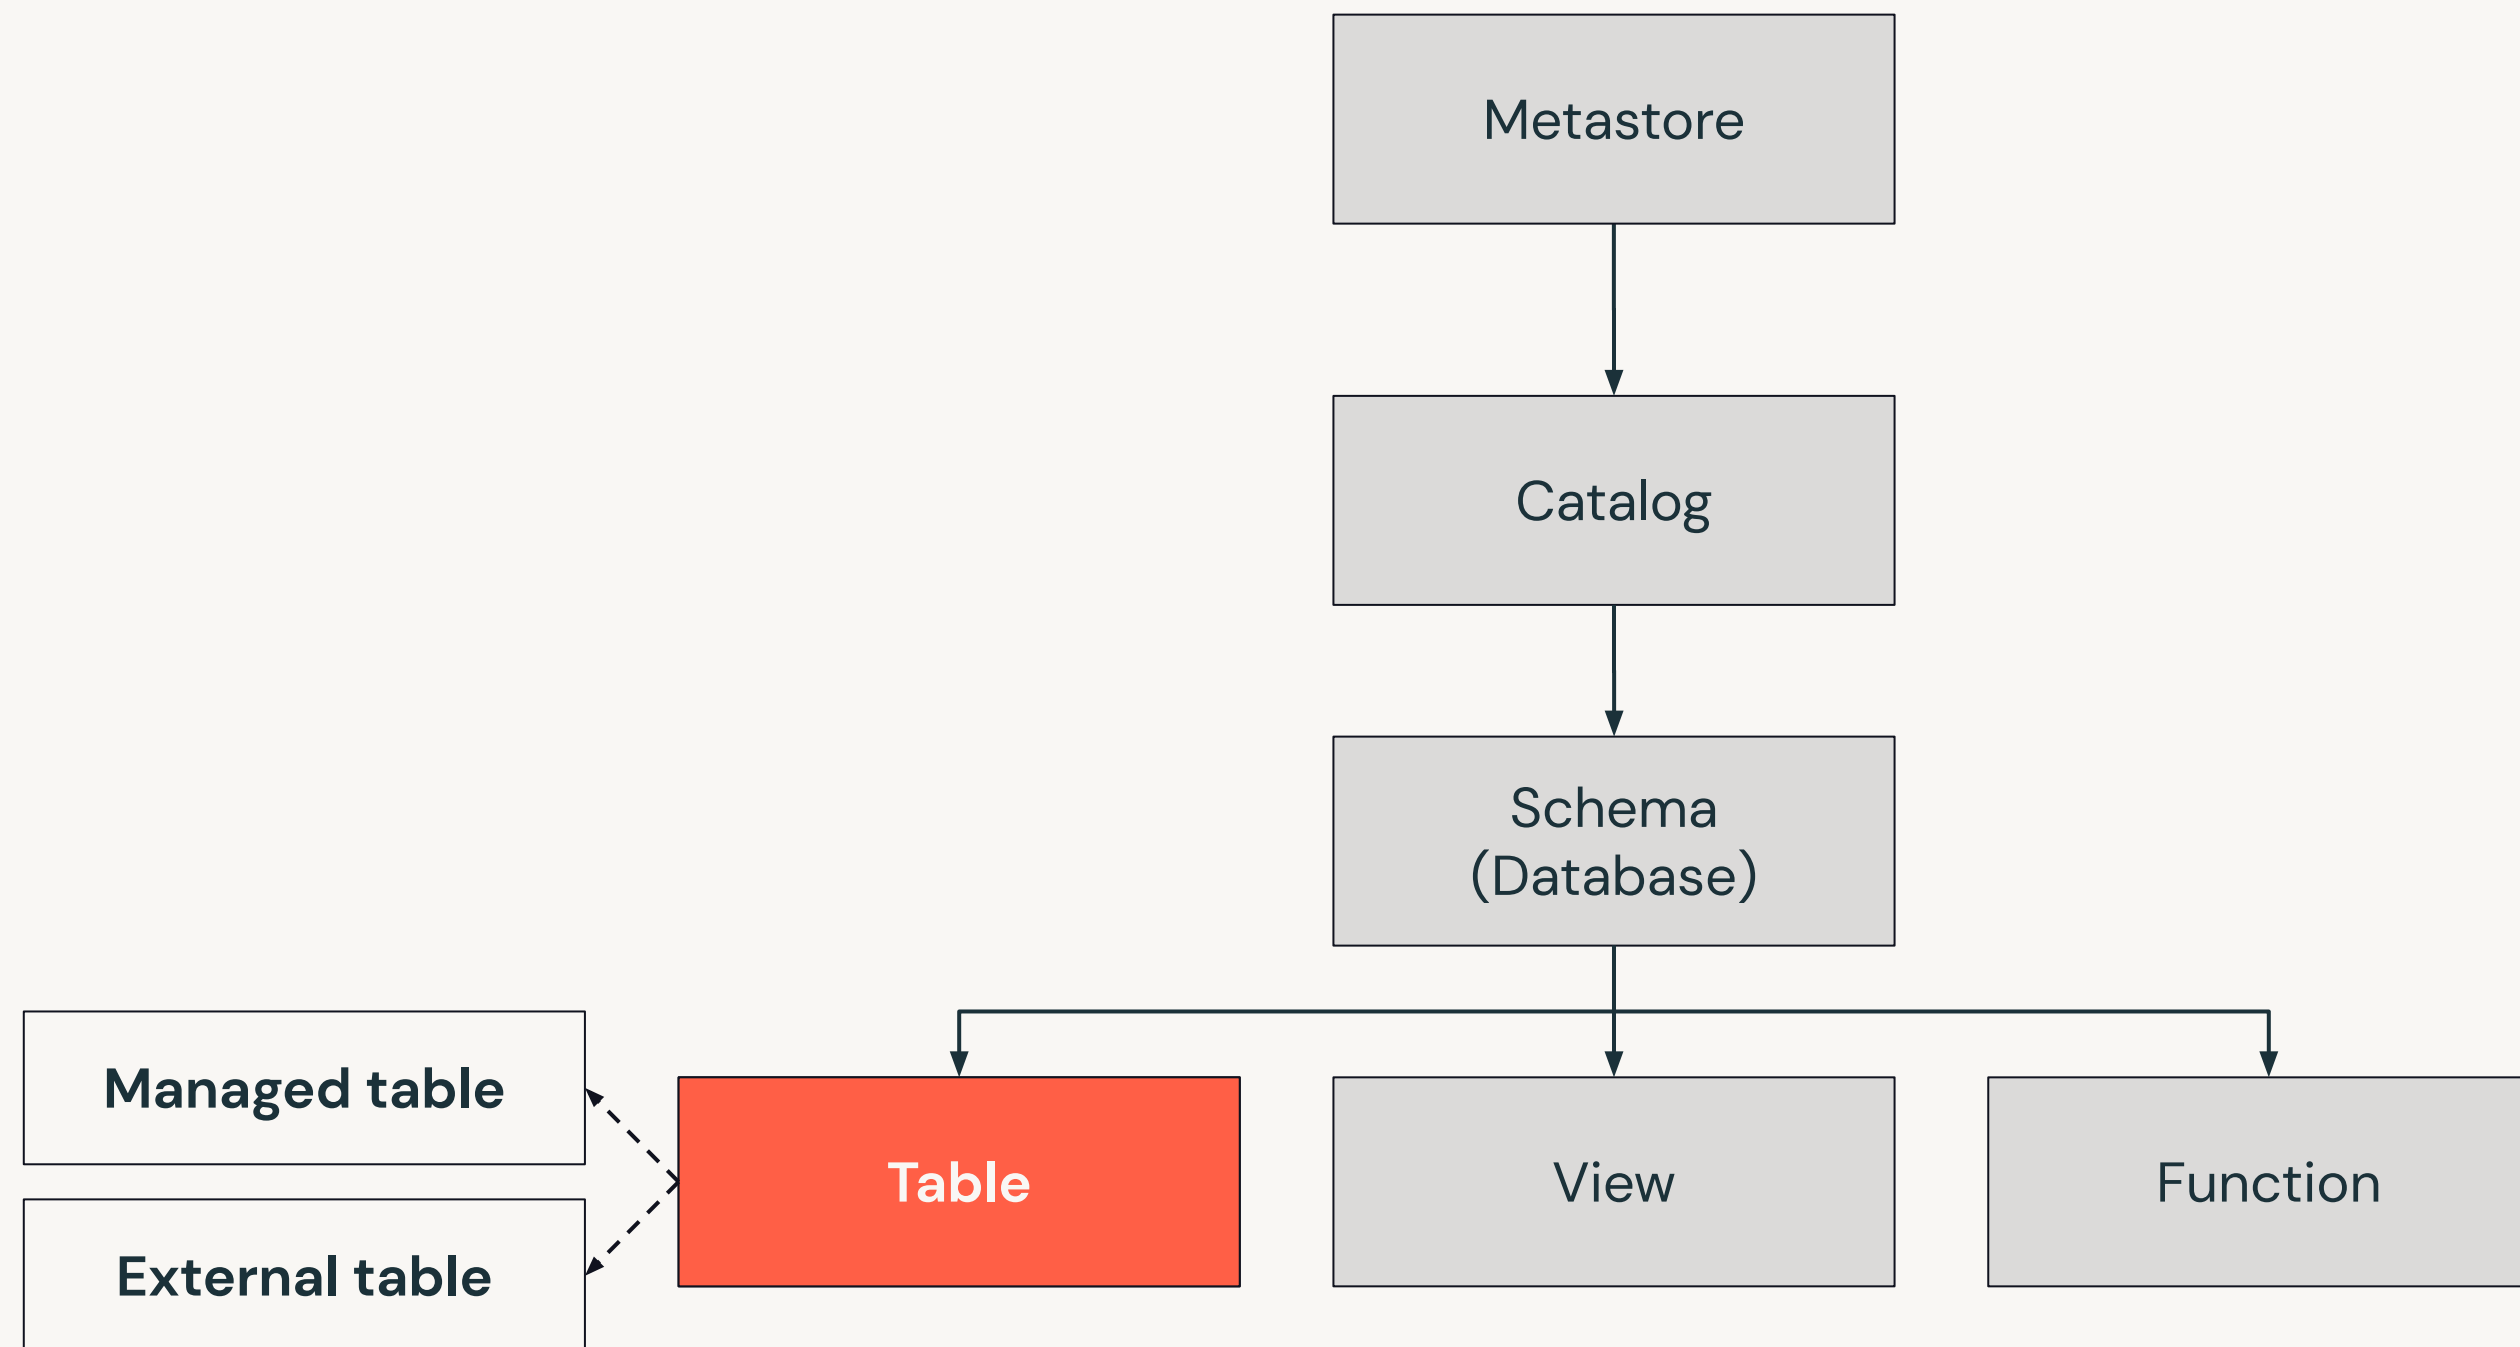 Metastore
Catalog
Schema
(Database)
Managed table
External table
Table
View
Function